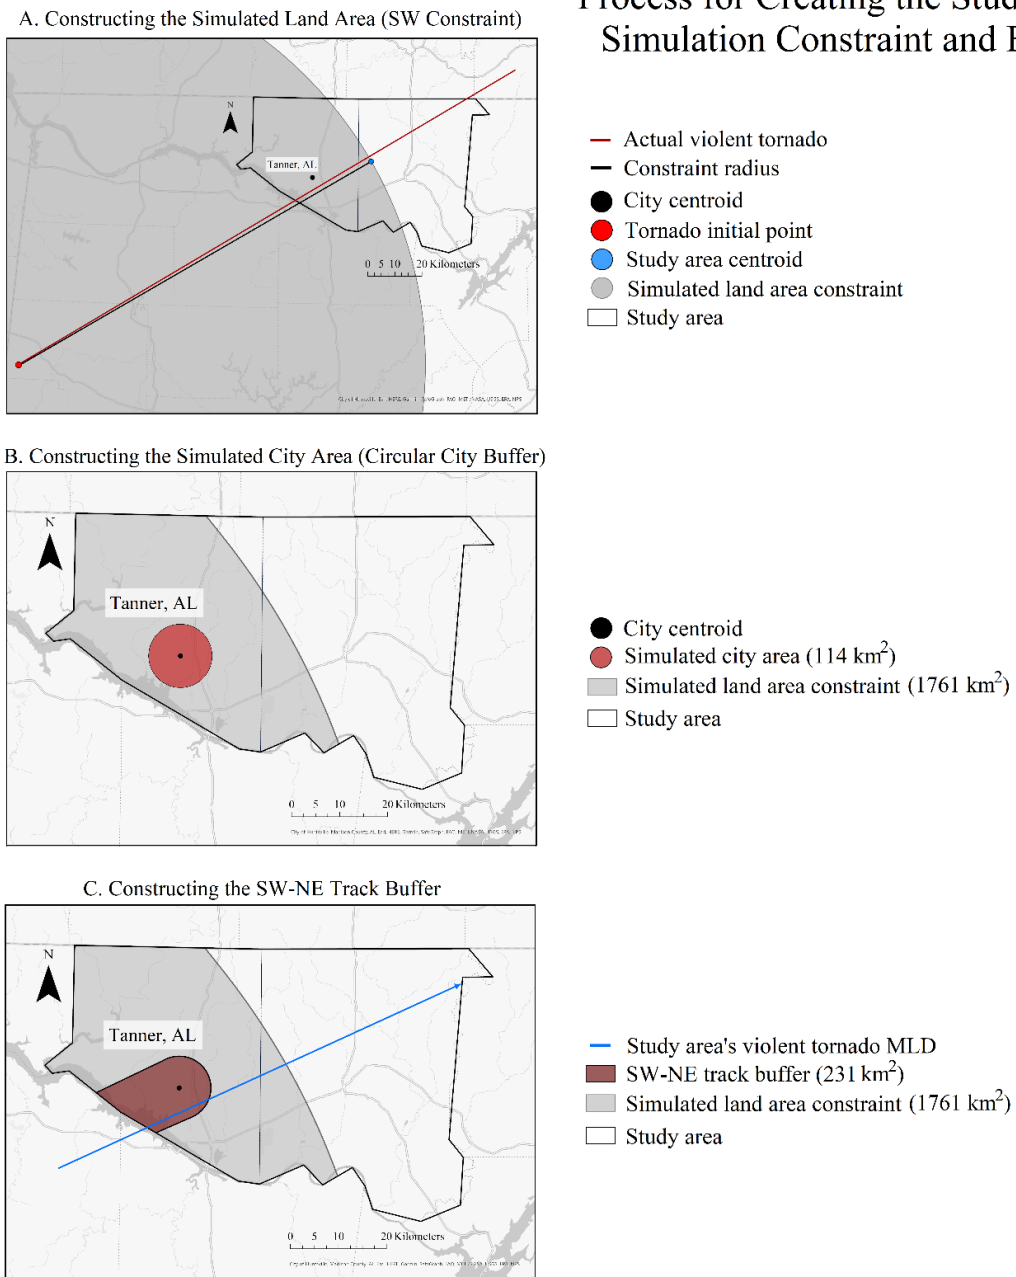 Process for Creating the Stud
Simulation Constraint and
A. Constructing the Simulated Land Area (SW Constraint)
N
Tanner, AL
0 5 10 20 Kilometers
Actual violent tornado
Constraint radius
City centroid
Tornado initial point
Study area centroid
Simulated land area constraint
Study area
B. Constructing the Simulated City Area (Circular City Buffer)
N
Tanner, AL
0 5 10 20 Kilometers
City centroid
Simulated city area (114 km²)
Simulated land area constraint (1761 km²)
Study area
C. Constructing the SW-NE Track Buffer
N
Tanner, AL
0 5 10 20 Kilometers
Study area's violent tornado MLD
SW-NE track buffer (231 km²)
Simulated land area constraint (1761 km²)
Study area